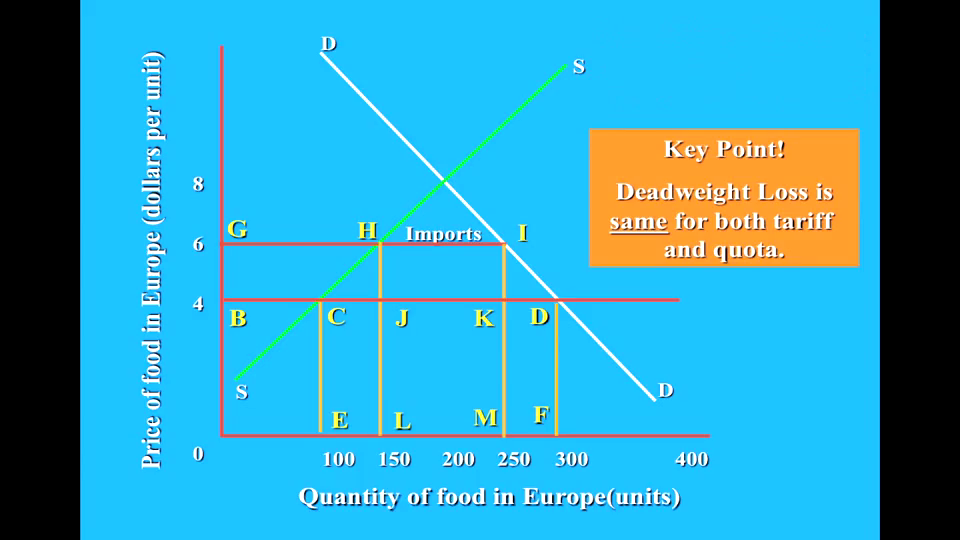 D
S
Price of food in Europe (dollars per unit)
Key Point!
Deadweight Loss is
same for both tariff
and quota.
8
G
H
Imports
I
6
4
B
C
J
K
D
S
D
E
L
M
F
0
100 150 200 250 300 400
Quantity of food in Europe(units)